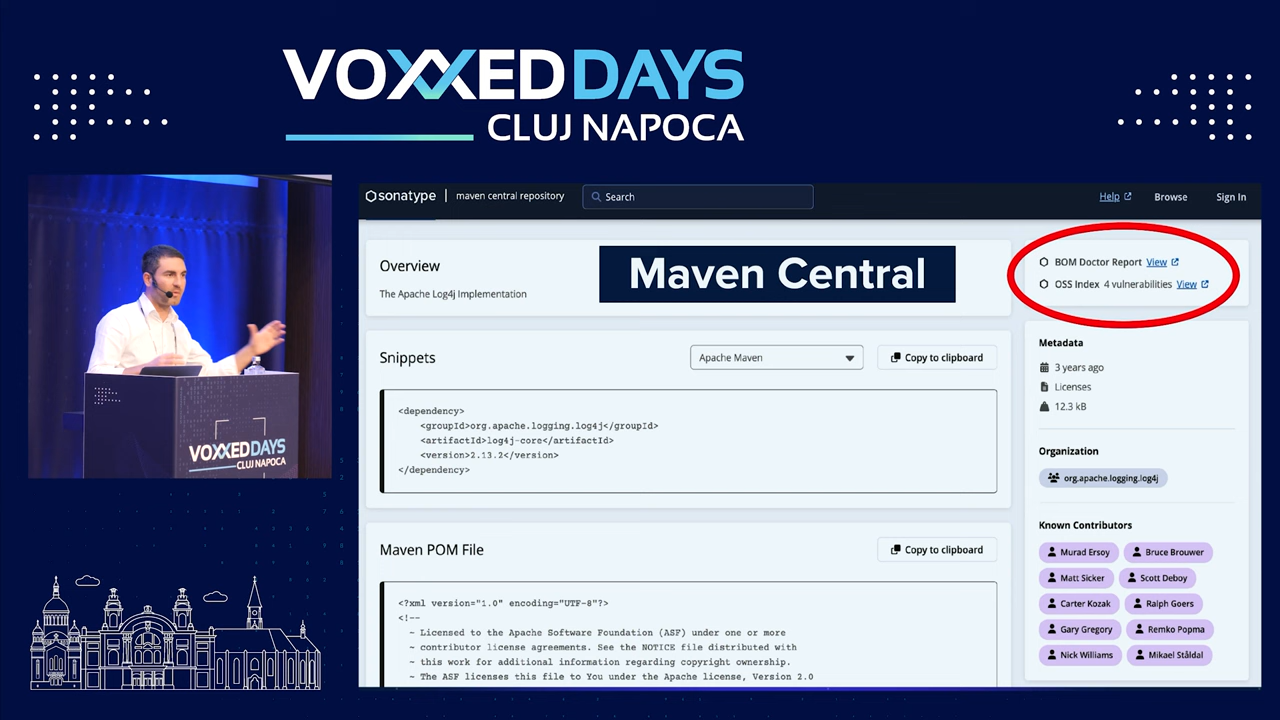 VOXXEDDAYS
CLUJ NAPOCA
VOXXEDDAYS
CLUJ NAPOCA
sonatype | maven central repository
Search
Help
Browse
Sign In
Overview
The Apache Log4j Implementation
Maven Central
BOM Doctor Report View
OSS Index 4 vulnerabilities View
Snippets
Apache Maven
Copy to clipboard
<dependency>
<groupId>org.apache.logging.log4j</groupId>
<artifactId>log4j-core</artifactId>
<version>2.13.2</version>
</dependency>
Metadata
3 years ago
Licenses
12.3 kB
Organization
org.apache.logging.log4j
Maven POM File
Copy to clipboard
<?xml version="1.0" encoding="UTF-8"?>
<!--
~ Licensed to the Apache Software Foundation (ASF) under one or more
~ contributor license agreements. See the NOTICE file distributed with
~ this work for additional information regarding copyright ownership.
~ The ASF licenses this file to You under the Apache license, Version 2.0
Known Contributors
Murad Ersoy
Bruce Brouwer
Matt Sicker
Scott Deboy
Carter Kozak
Ralph Goers
Gary Gregory
Remko Popma
Nick Williams
Mikael Ståldal